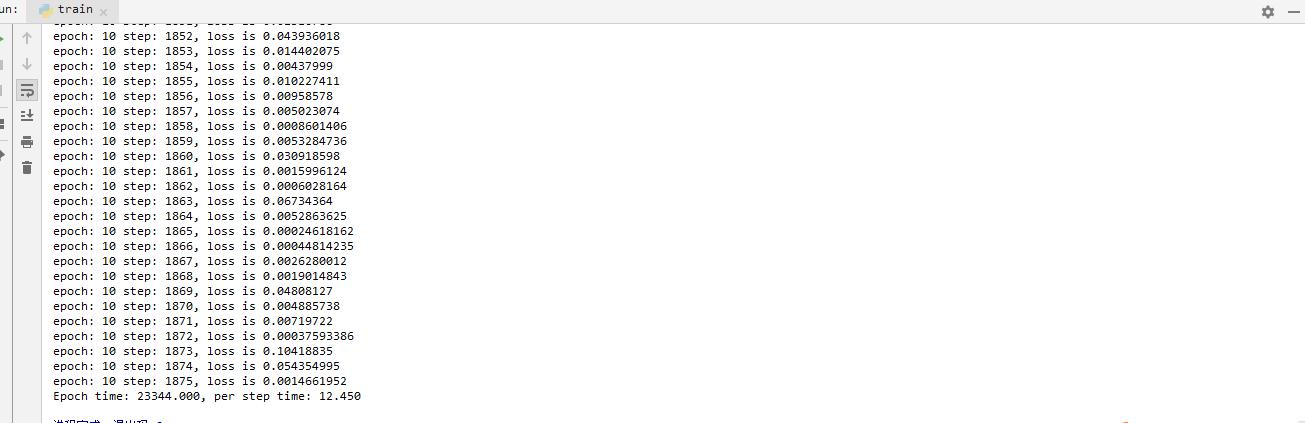 un: train
epoch: 10 step: 1852, loss is 0.043936018
epoch: 10 step: 1853, loss is 0.014402075
epoch: 10 step: 1854, loss is 0.00437999
epoch: 10 step: 1855, loss is 0.010227411
epoch: 10 step: 1856, loss is 0.00958578
epoch: 10 step: 1857, loss is 0.005023074
epoch: 10 step: 1858, loss is 0.0008601406
epoch: 10 step: 1859, loss is 0.0053284736
epoch: 10 step: 1860, loss is 0.030918598
epoch: 10 step: 1861, loss is 0.0015996124
epoch: 10 step: 1862, loss is 0.0006028164
epoch: 10 step: 1863, loss is 0.06734364
epoch: 10 step: 1864, loss is 0.0052863625
epoch: 10 step: 1865, loss is 0.00024618162
epoch: 10 step: 1866, loss is 0.00044814235
epoch: 10 step: 1867, loss is 0.0026280012
epoch: 10 step: 1868, loss is 0.0019014843
epoch: 10 step: 1869, loss is 0.04808127
epoch: 10 step: 1870, loss is 0.004885738
epoch: 10 step: 1871, loss is 0.00719722
epoch: 10 step: 1872, loss is 0.00037593386
epoch: 10 step: 1873, loss is 0.10418835
epoch: 10 step: 1874, loss is 0.054354995
epoch: 10 step: 1875, loss is 0.0014661952
Epoch time: 23344.000, per step time: 12.450